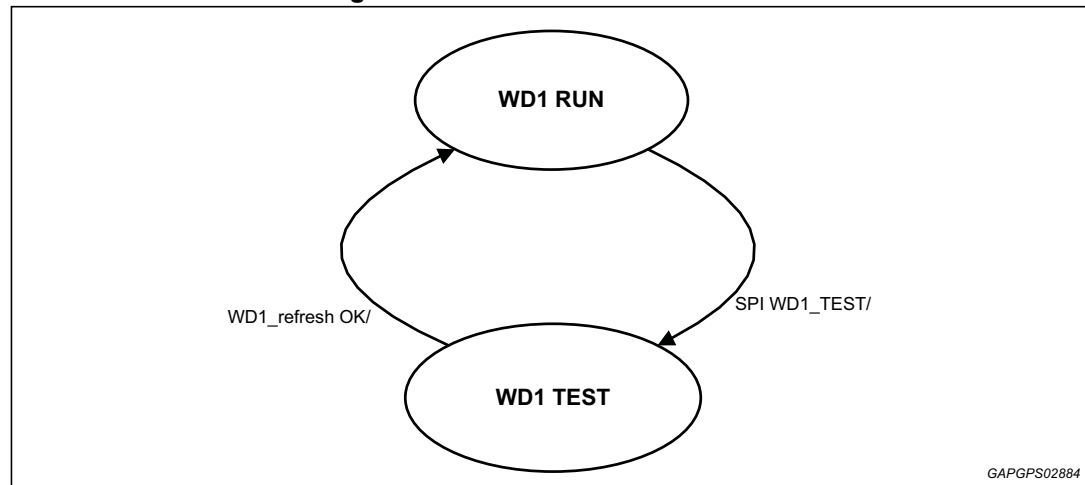 WD1 RUN
WD1_refresh OK/
SPI WD1_TEST/
WD1 TEST
GAPGPS02884